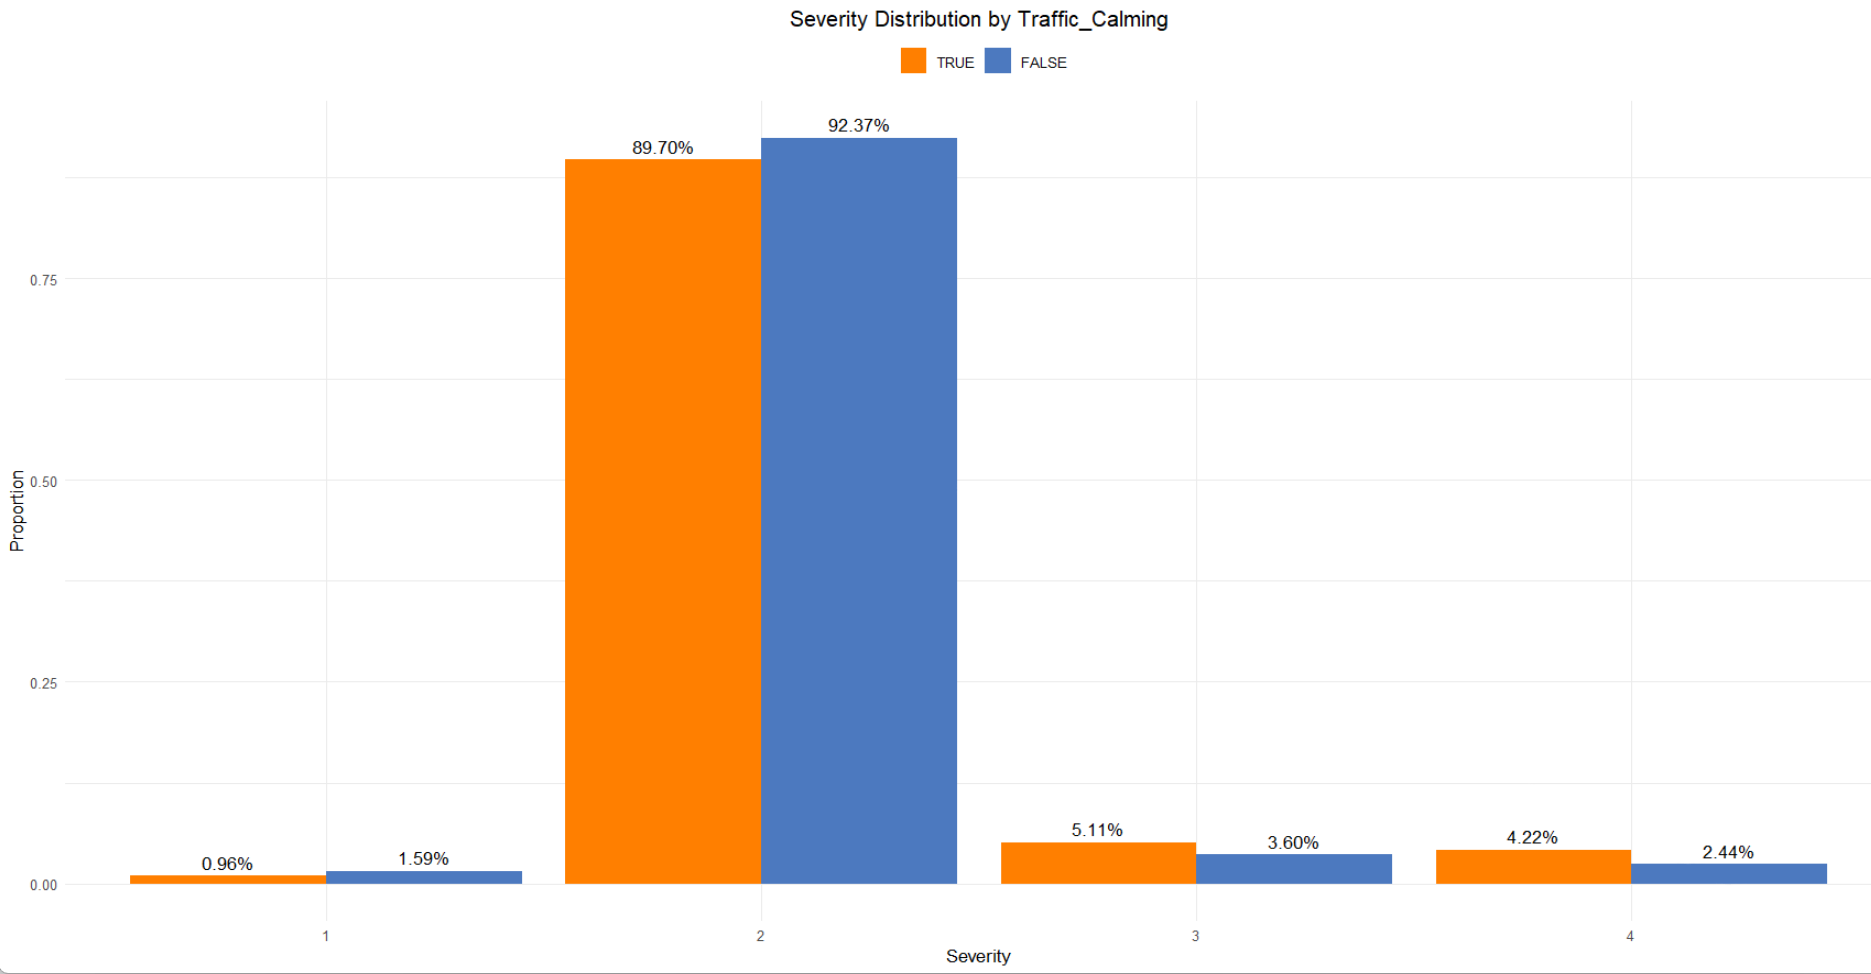 Severity Distribution by Traffic_Calming
TRUE FALSE
92.37%
89.70%
0.75
0.50
Proportion
0.25
5.11%
4.22%
3.60%
2.44%
1.59%
0.96%
0.00
1 2 3 4
Severity